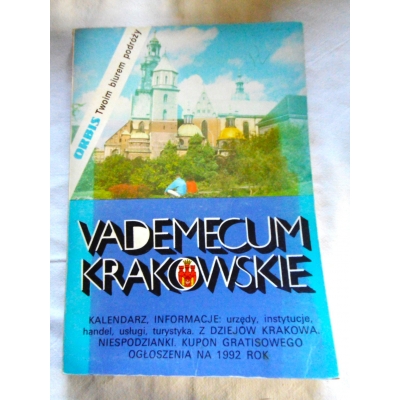 ORBIS Twoim biurem podróży
VADEMECUM
KRAKOWSKIE
KALENDARZ, INFORMACJE: urzędy, instytucje,
handel, usługi, turystyka. Z DZIEJÓW KRAKOWA.
NIESPODZIANKI. KUPON GRATISOWEGO
OGŁOSZENIA NA 1992 ROK